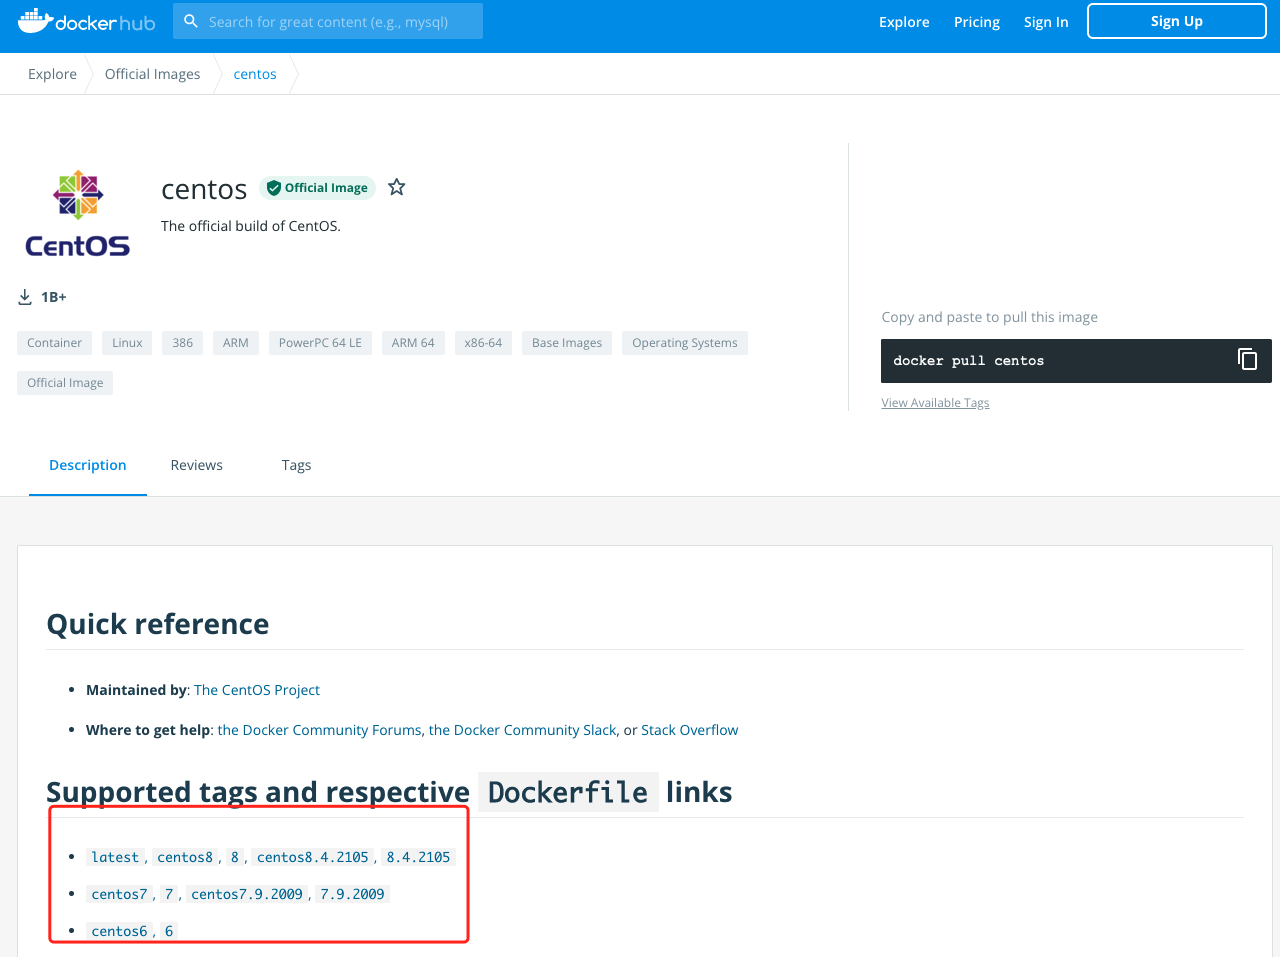 docker hub
Search for great content (e.g., mysql)
Explore Pricing Sign In Sign Up
Explore Official Images centos
CentOS
centos Official Image
The official build of CentOS.
1B+
Container Linux 386 ARM PowerPC 64 LE ARM 64 x86-64 Base Images Operating Systems
Official Image
Copy and paste to pull this image
docker pull centos
View Available Tags
Description Reviews Tags
Quick reference
• Maintained by: The CentOS Project
• Where to get help: the Docker Community Forums, the Docker Community Slack, or Stack Overflow
Supported tags and respective Dockerfile links
• latest, centos8, 8, centos8.4.2105, 8.4.2105
• centos7, 7, centos7.9.2009, 7.9.2009
• centos6, 6